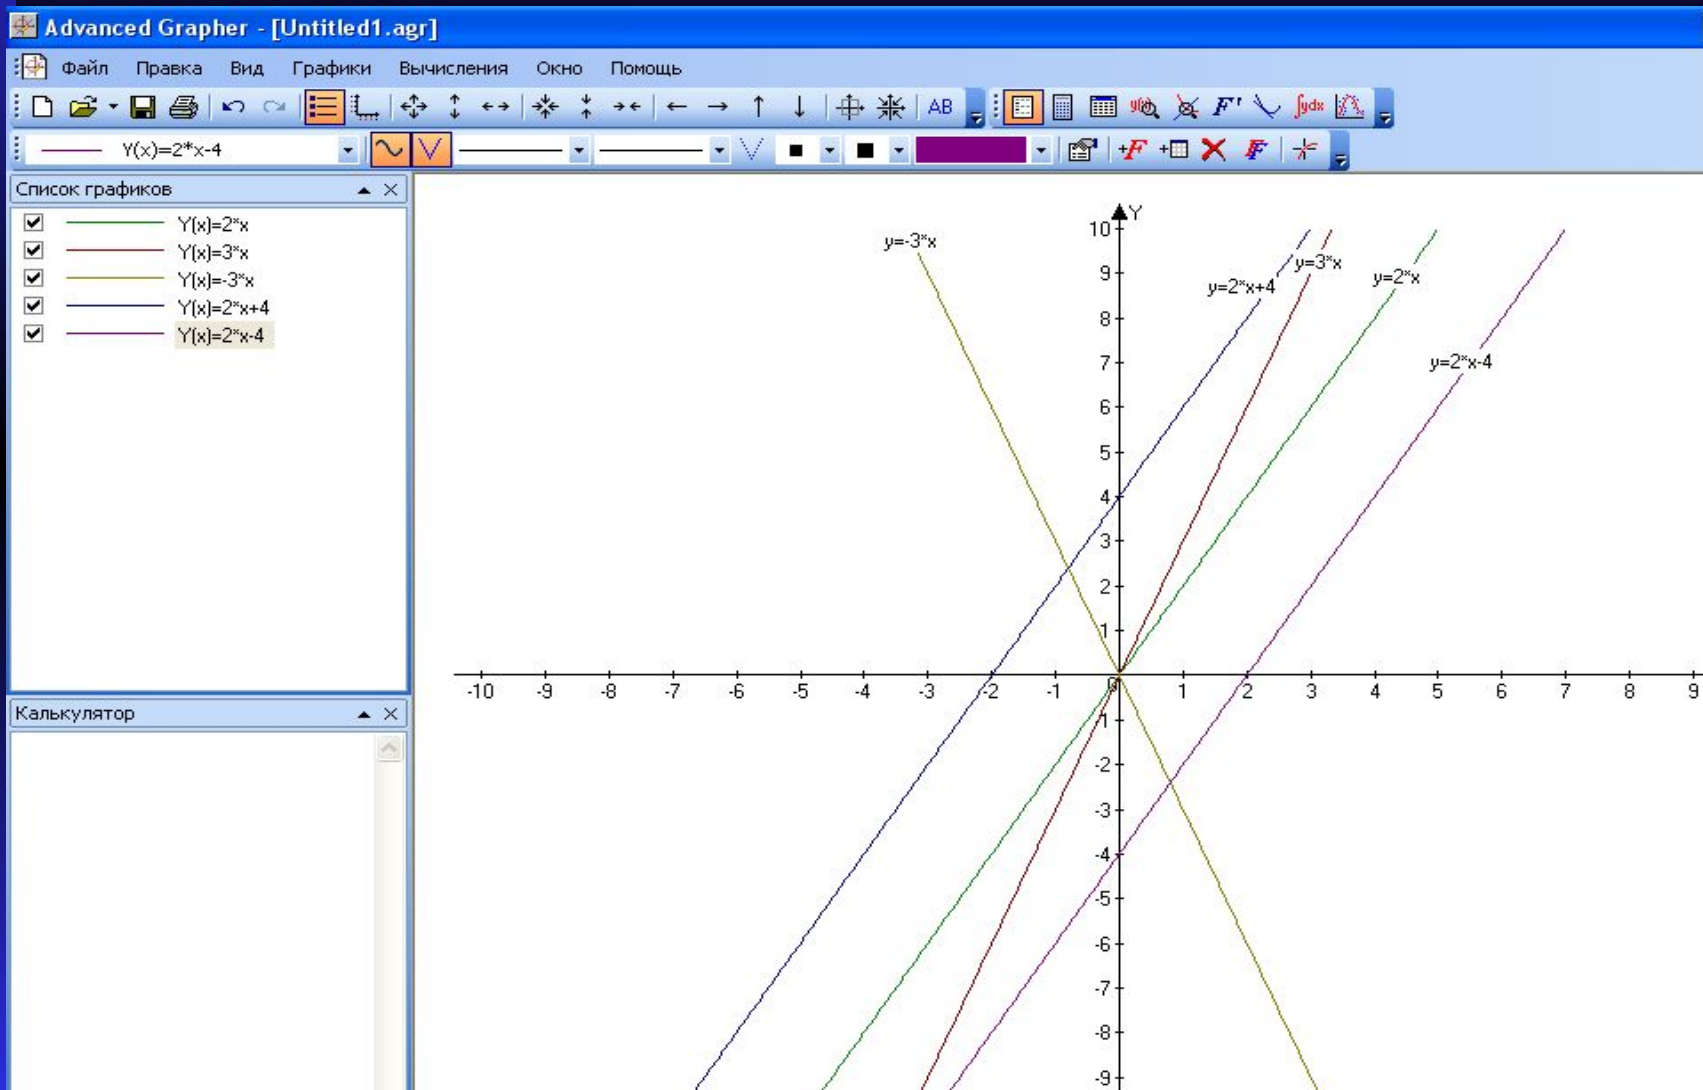 Advanced Grapher - [Untitled1.agr]
Файл Правка Вид Графики Вычисления Окно Помощь
AB y(x) F' ∫ydx
Y(x)=2*x-4
+F F
Список графиков
Y(x)=2*x
Y(x)=3*x
Y(x)=-3*x
Y(x)=2*x+4
Y(x)=2*x-4
Калькулятор
Y
10
y=-3*x
y=3*x
9
y=2*x+4
y=2*x
8
7
y=2*x-4
6
5
4
3
2
1
-10 -9 -8 -7 -6 -5 -4 -3 -2 -1 0 1 2 3 4 5 6 7 8 9
-1
-2
-3
-4
-5
-6
-7
-8
-9